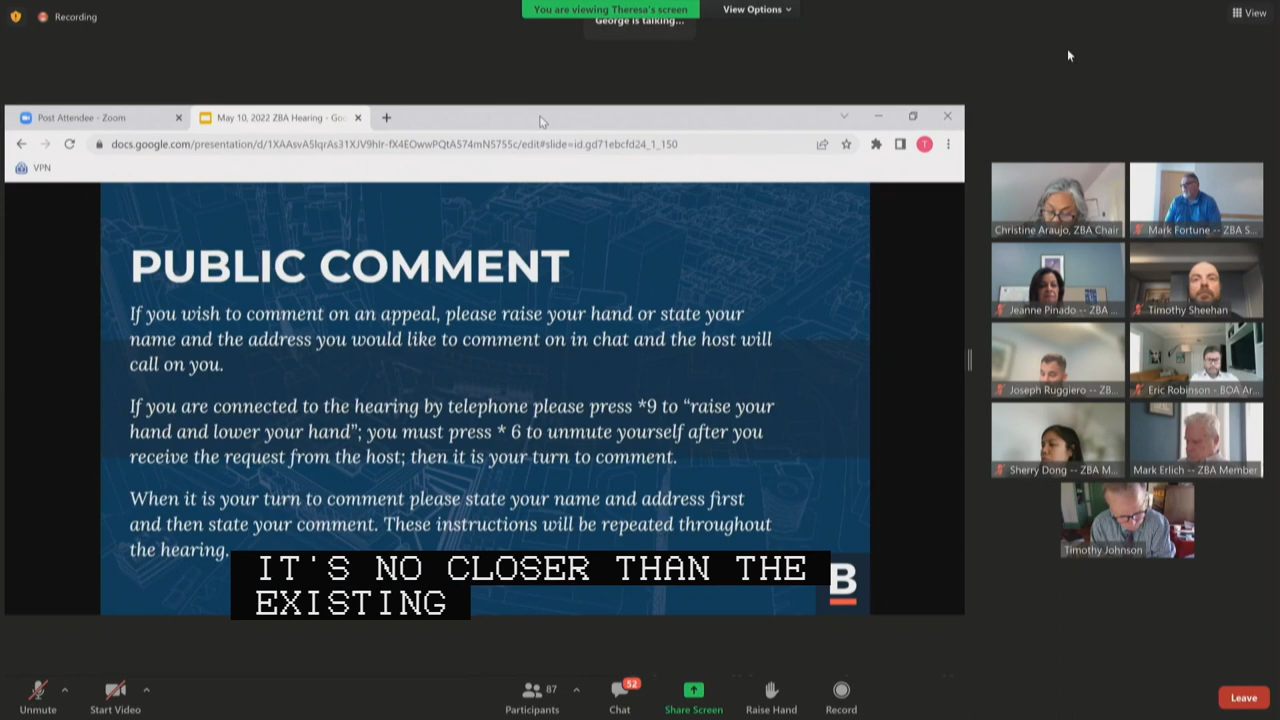 Recording
You are viewing Theresa's screen
View Options
George is talking...
View
Post Attendee - Zoom
May 10, 2022 ZBA Hearing - Goo
docs.google.com/presentation/d/
VPN
PUBLIC COMMENT
If you wish to comment on an appeal, please raise your hand or state your
name and the address you would like to comment on in chat and the host will
call on you.
If you are connected to the hearing by telephone please press *9 to “raise your
hand and lower your hand”; you must press * 6 to unmute yourself after you
receive the request from the host; then it is your turn to comment.
When it is your turn to comment please state your name and address first
and then state your comment. These instructions will be repeated throughout
the hearing.
B
IT'S NO CLOSER THAN THE
EXISTING
Christine Araujo, ZBA Chair
Mark Fortune -- ZBA S...
Jeanne Pinado -- ZBA ...
Timothy Sheehan
Joseph Ruggiero -- ZB...
Eric Robinson - BOA Ar...
Sherry Dong -- ZBA M...
Mark Erlich -- ZBA Member
Timothy Johnson
T
Unmute
Start Video
87
Participants
52
Chat
Share Screen
Raise Hand
Record
Leave